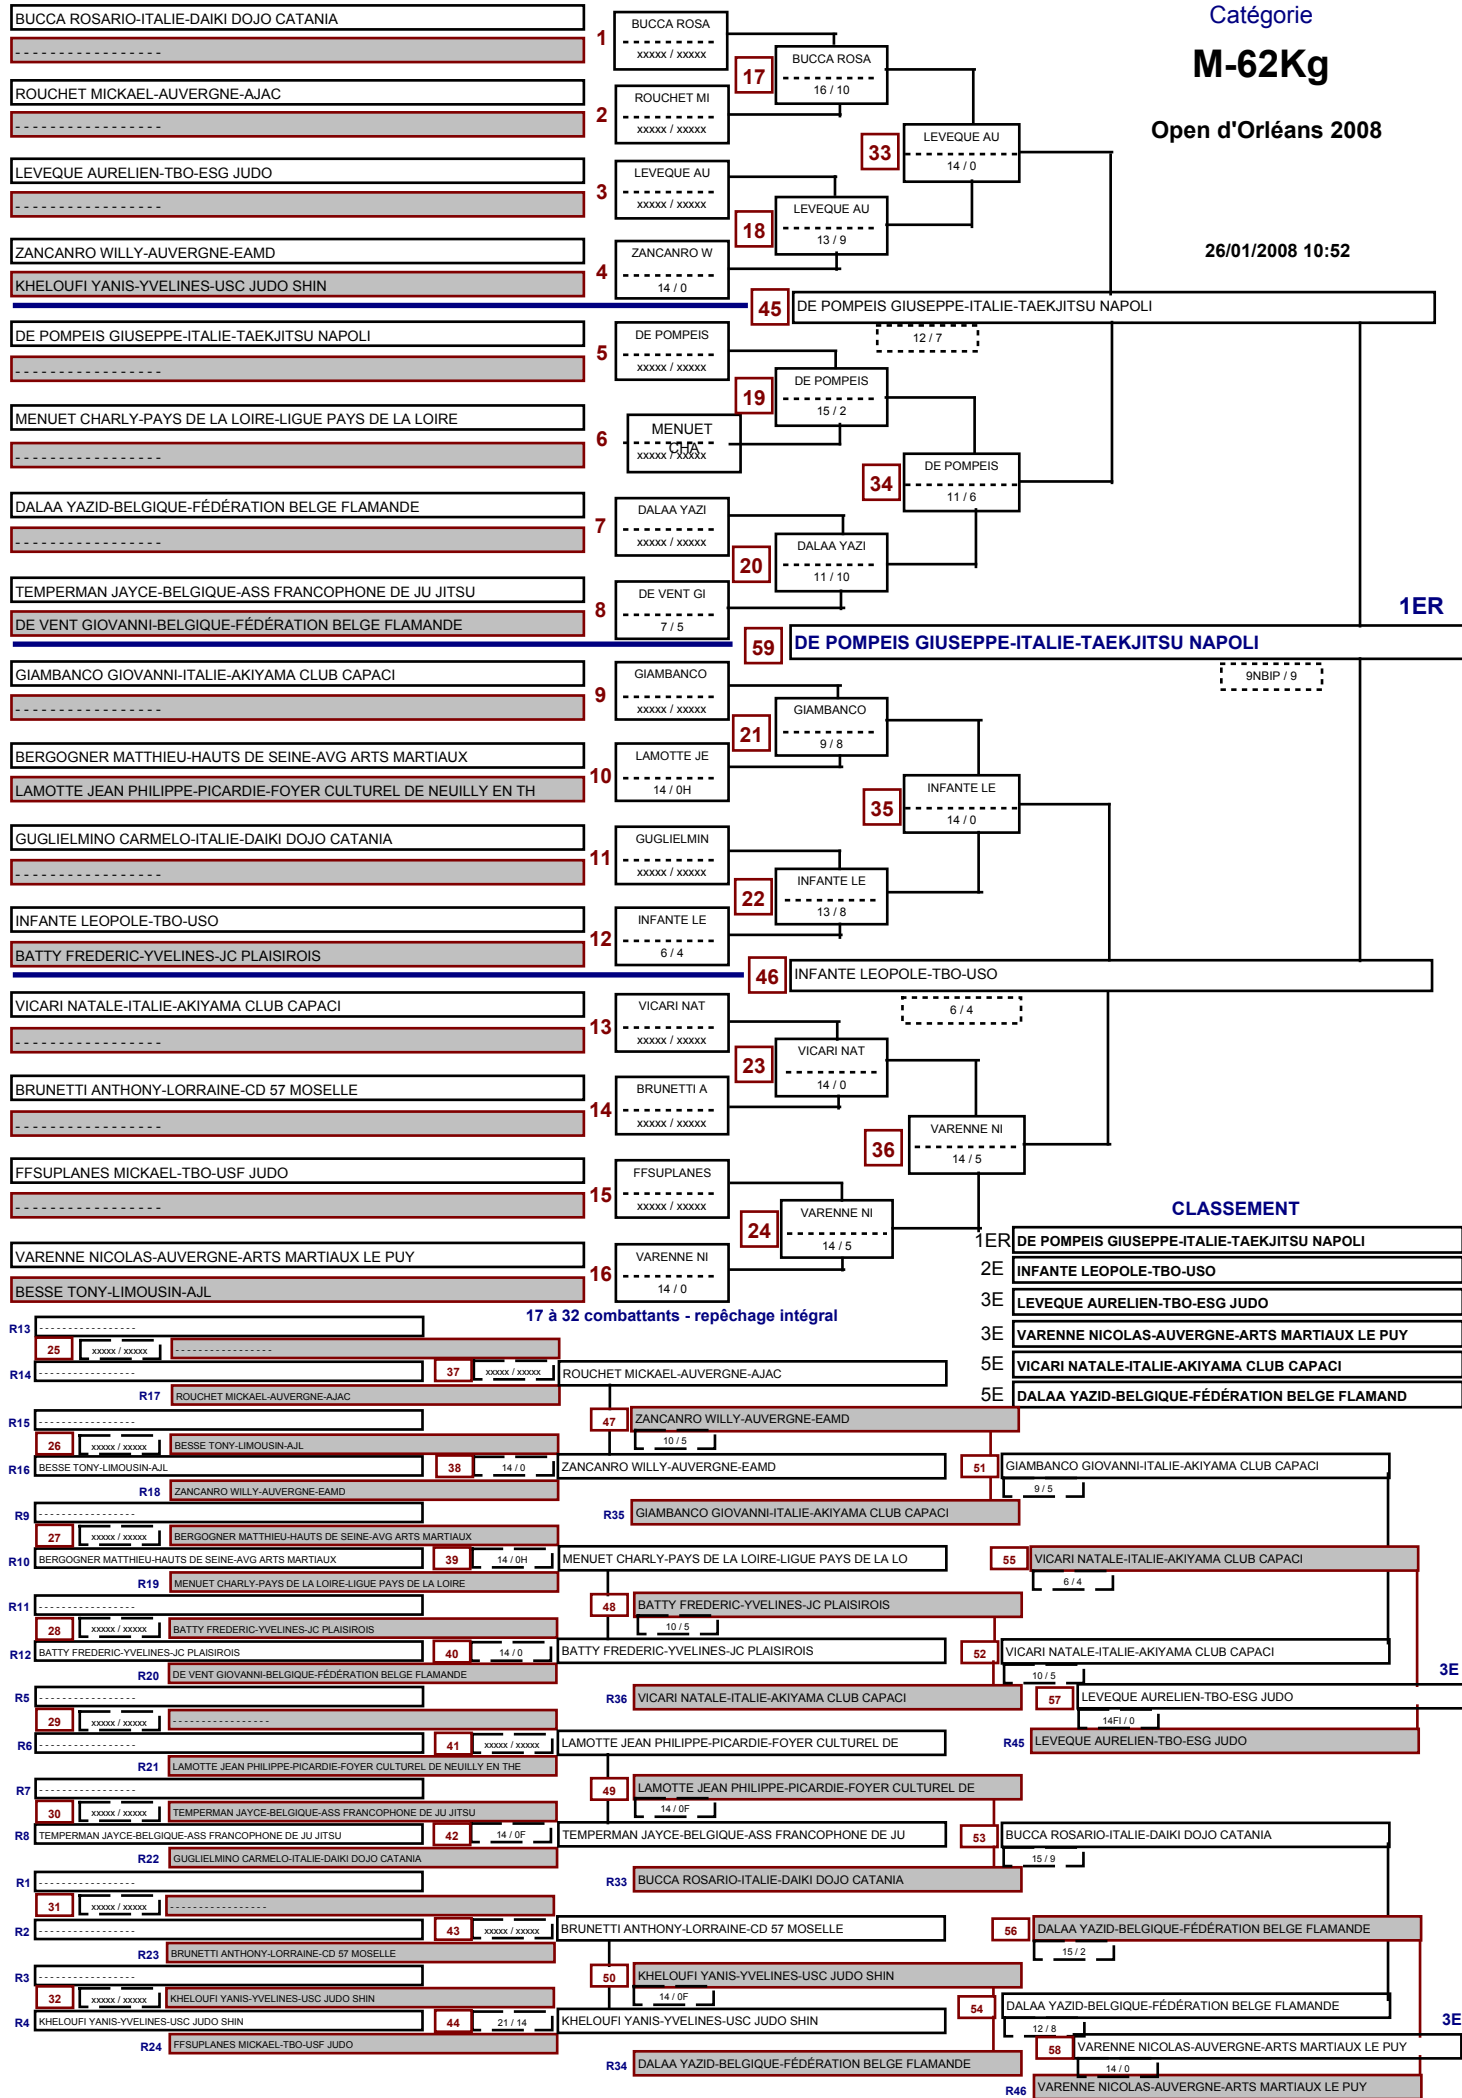 Catégorie
M-62Kg
Open d'Orléans 2008
26/01/2008 10:52
BUCCA ROSARIO-ITALIE-DAIKI DOJO CATANIA
- - - - - - - - - - - - - - - - -
1
BUCCA ROSA
xxxxx / xxxxx
ROUCHET MICKAEL-AUVERGNE-AJAC
- - - - - - - - - - - - - - - - -
2
ROUCHET MI
xxxxx / xxxxx
17
BUCCA ROSA
16 / 10
LEVEQUE AURELIEN-TBO-ESG JUDO
- - - - - - - - - - - - - - - - -
3
LEVEQUE AU
xxxxx / xxxxx
ZANCANRO WILLY-AUVERGNE-EAMD
KHELOUFI YANIS-YVELINES-USC JUDO SHIN
4
ZANCANRO W
14 / 0
18
LEVEQUE AU
13 / 9
33
LEVEQUE AU
14 / 0
45
DE POMPEIS GIUSEPPE-ITALIE-TAEKJITSU NAPOLI
12 / 7
DE POMPEIS GIUSEPPE-ITALIE-TAEKJITSU NAPOLI
- - - - - - - - - - - - - - - - -
5
DE POMPEIS
xxxxx / xxxxx
MENUET CHARLY-PAYS DE LA LOIRE-LIGUE PAYS DE LA LOIRE
- - - - - - - - - - - - - - - - -
6
MENUET
CHA
xxxxx / xxxxx
19
DE POMPEIS
15 / 2
DALAA YAZID-BELGIQUE-FÉDÉRATION BELGE FLAMANDE
- - - - - - - - - - - - - - - - -
7
DALAA YAZI
xxxxx / xxxxx
TEMPERMAN JAYCE-BELGIQUE-ASS FRANCOPHONE DE JU JITSU
DE VENT GIOVANNI-BELGIQUE-FÉDÉRATION BELGE FLAMANDE
8
DE VENT GI
7 / 5
20
DALAA YAZI
11 / 10
34
DE POMPEIS
11 / 6
1ER
59
DE POMPEIS GIUSEPPE-ITALIE-TAEKJITSU NAPOLI
9NBIP / 9
GIAMBANCO GIOVANNI-ITALIE-AKIYAMA CLUB CAPACI
- - - - - - - - - - - - - - - - -
9
GIAMBANCO
xxxxx / xxxxx
BERGOGNER MATTHIEU-HAUTS DE SEINE-AVG ARTS MARTIAUX
LAMOTTE JEAN PHILIPPE-PICARDIE-FOYER CULTUREL DE NEUILLY EN TH
10
LAMOTTE JE
14 / 0H
21
GIAMBANCO
9 / 8
GUGLIELMINO CARMELO-ITALIE-DAIKI DOJO CATANIA
- - - - - - - - - - - - - - - - -
11
GUGLIELMIN
xxxxx / xxxxx
INFANTE LEOPOLE-TBO-USO
BATTY FREDERIC-YVELINES-JC PLAISIROIS
12
INFANTE LE
6 / 4
22
INFANTE LE
13 / 8
35
INFANTE LE
14 / 0
46
INFANTE LEOPOLE-TBO-USO
6 / 4
VICARI NATALE-ITALIE-AKIYAMA CLUB CAPACI
- - - - - - - - - - - - - - - - -
13
VICARI NAT
xxxxx / xxxxx
BRUNETTI ANTHONY-LORRAINE-CD 57 MOSELLE
- - - - - - - - - - - - - - - - -
14
BRUNETTI A
xxxxx / xxxxx
23
VICARI NAT
14 / 0
FFSUPLANES MICKAEL-TBO-USF JUDO
- - - - - - - - - - - - - - - - -
15
FFSUPLANES
xxxxx / xxxxx
VARENNE NICOLAS-AUVERGNE-ARTS MARTIAUX LE PUY
BESSE TONY-LIMOUSIN-AJL
16
VARENNE NI
14 / 0
24
VARENNE NI
14 / 5
36
VARENNE NI
14 / 5
CLASSEMENT
1ER DE POMPEIS GIUSEPPE-ITALIE-TAEKJITSU NAPOLI
2E INFANTE LEOPOLE-TBO-USO
3E LEVEQUE AURELIEN-TBO-ESG JUDO
3E VARENNE NICOLAS-AUVERGNE-ARTS MARTIAUX LE PUY
5E VICARI NATALE-ITALIE-AKIYAMA CLUB CAPACI
5E DALAA YAZID-BELGIQUE-FÉDÉRATION BELGE FLAMAND
17 à 32 combattants - repêchage intégral
R13 - - - - - - - - - - - - - - - -
25 xxxxx / xxxxx - - - - - - - - - - - - - - - -
R14 - - - - - - - - - - - - - - - -
37 xxxxx / xxxxx ROUCHET MICKAEL-AUVERGNE-AJAC
R17 ROUCHET MICKAEL-AUVERGNE-AJAC
R15 - - - - - - - - - - - - - - - -
47 ZANCANRO WILLY-AUVERGNE-EAMD
10 / 5
26 xxxxx / xxxxx BESSE TONY-LIMOUSIN-AJL
R16 BESSE TONY-LIMOUSIN-AJL
38 14 / 0 ZANCANRO WILLY-AUVERGNE-EAMD
51 GIAMBANCO GIOVANNI-ITALIE-AKIYAMA CLUB CAPACI
9 / 5
R18 ZANCANRO WILLY-AUVERGNE-EAMD
R9 - - - - - - - - - - - - - - - -
R35 GIAMBANCO GIOVANNI-ITALIE-AKIYAMA CLUB CAPACI
27 xxxxx / xxxxx BERGOGNER MATTHIEU-HAUTS DE SEINE-AVG ARTS MARTIAUX
R10 BERGOGNER MATTHIEU-HAUTS DE SEINE-AVG ARTS MARTIAUX
39 14 / 0H MENUET CHARLY-PAYS DE LA LOIRE-LIGUE PAYS DE LA LO
55 VICARI NATALE-ITALIE-AKIYAMA CLUB CAPACI
6 / 4
R19 MENUET CHARLY-PAYS DE LA LOIRE-LIGUE PAYS DE LA LOIRE
R11 - - - - - - - - - - - - - - - -
48 BATTY FREDERIC-YVELINES-JC PLAISIROIS
10 / 5
28 xxxxx / xxxxx BATTY FREDERIC-YVELINES-JC PLAISIROIS
R12 BATTY FREDERIC-YVELINES-JC PLAISIROIS
40 14 / 0 BATTY FREDERIC-YVELINES-JC PLAISIROIS
52 VICARI NATALE-ITALIE-AKIYAMA CLUB CAPACI
10 / 5
R20 DE VENT GIOVANNI-BELGIQUE-FÉDÉRATION BELGE FLAMANDE
3E
R5 - - - - - - - - - - - - - - - -
R36 VICARI NATALE-ITALIE-AKIYAMA CLUB CAPACI
57 LEVEQUE AURELIEN-TBO-ESG JUDO
14FI / 0
29 xxxxx / xxxxx - - - - - - - - - - - - - - - -
R6 - - - - - - - - - - - - - - - -
41 xxxxx / xxxxx LAMOTTE JEAN PHILIPPE-PICARDIE-FOYER CULTUREL DE
R45 LEVEQUE AURELIEN-TBO-ESG JUDO
R21 LAMOTTE JEAN PHILIPPE-PICARDIE-FOYER CULTUREL DE NEUILLY EN THE
R7 - - - - - - - - - - - - - - - -
49 LAMOTTE JEAN PHILIPPE-PICARDIE-FOYER CULTUREL DE
14 / 0F
30 xxxxx / xxxxx TEMPERMAN JAYCE-BELGIQUE-ASS FRANCOPHONE DE JU JITSU
R8 TEMPERMAN JAYCE-BELGIQUE-ASS FRANCOPHONE DE JU JITSU
42 14 / 0F TEMPERMAN JAYCE-BELGIQUE-ASS FRANCOPHONE DE JU
53 BUCCA ROSARIO-ITALIE-DAIKI DOJO CATANIA
15 / 9
R22 GUGLIELMINO CARMELO-ITALIE-DAIKI DOJO CATANIA
R1 - - - - - - - - - - - - - - - -
R33 BUCCA ROSARIO-ITALIE-DAIKI DOJO CATANIA
31 xxxxx / xxxxx - - - - - - - - - - - - - - - -
R2 - - - - - - - - - - - - - - - -
43 xxxxx / xxxxx BRUNETTI ANTHONY-LORRAINE-CD 57 MOSELLE
56 DALAA YAZID-BELGIQUE-FÉDÉRATION BELGE FLAMANDE
15 / 2
R23 BRUNETTI ANTHONY-LORRAINE-CD 57 MOSELLE
R3 - - - - - - - - - - - - - - - -
50 KHELOUFI YANIS-YVELINES-USC JUDO SHIN
14 / 0F
32 xxxxx / xxxxx KHELOUFI YANIS-YVELINES-USC JUDO SHIN
R4 KHELOUFI YANIS-YVELINES-USC JUDO SHIN
44 21 / 14 KHELOUFI YANIS-YVELINES-USC JUDO SHIN
54 DALAA YAZID-BELGIQUE-FÉDÉRATION BELGE FLAMANDE
12 / 8
R24 FFSUPLANES MICKAEL-TBO-USF JUDO
3E
58 VARENNE NICOLAS-AUVERGNE-ARTS MARTIAUX LE PUY
14 / 0
R34 DALAA YAZID-BELGIQUE-FÉDÉRATION BELGE FLAMANDE
R46 VARENNE NICOLAS-AUVERGNE-ARTS MARTIAUX LE PUY